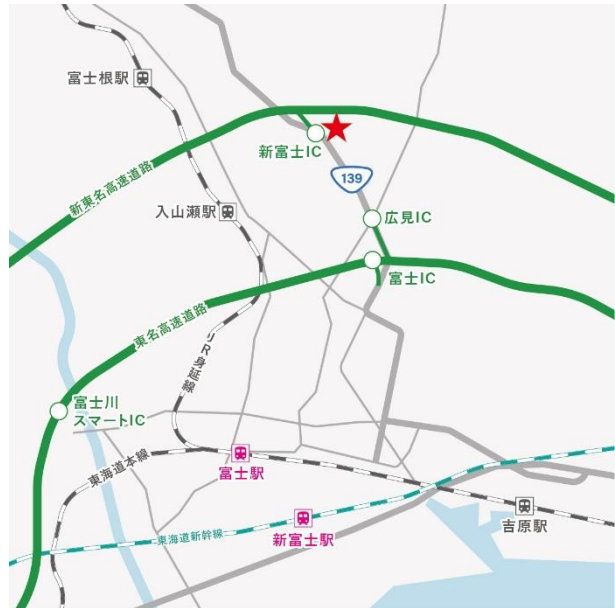 富士根駅
新富士IC
新東名高速道路
139
入山瀬駅
広見IC
富士IC
東名高速道路
JR身延線
富士川
スマートIC
東海道本線
富士駅
新富士駅
吉原駅
東海道新幹線